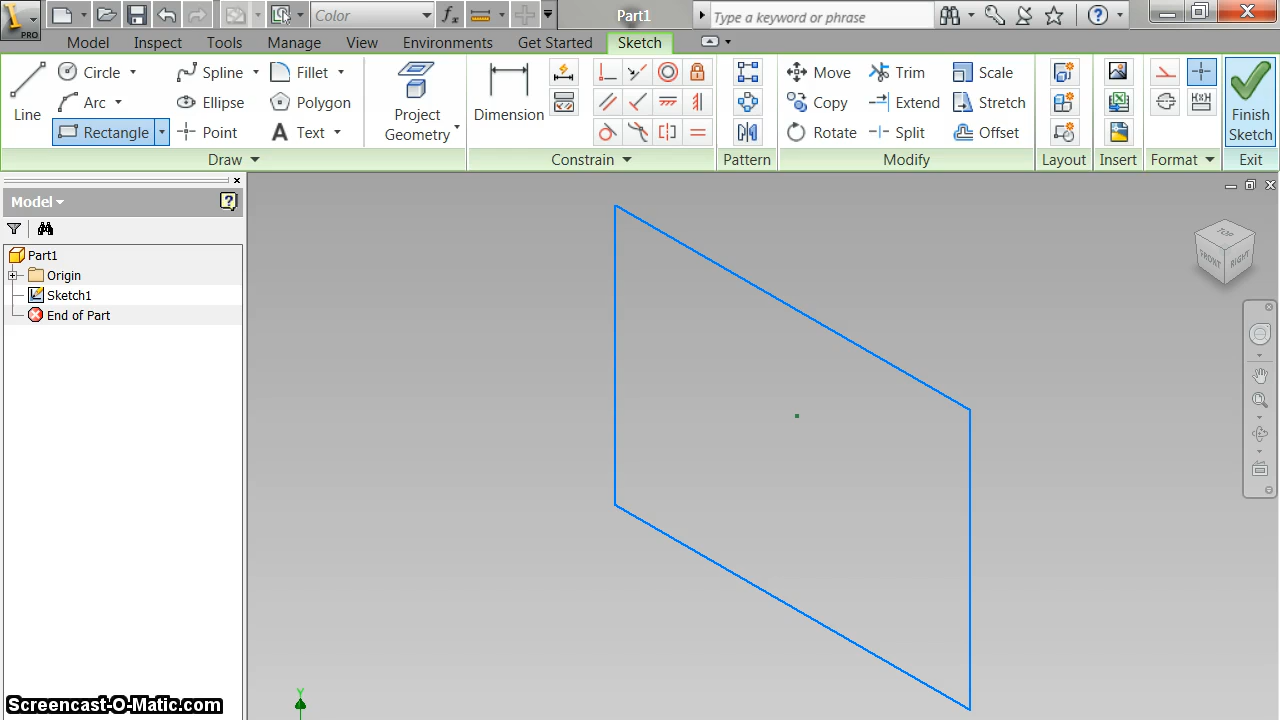 PRO
Color
Part1
Type a keyword or phrase
Model Inspect Tools Manage View Environments Get Started Sketch
Circle Spline Fillet
Line
Arc Ellipse Polygon
Rectangle Point Text
Project
Geometry
Dimension
Move Trim Scale
Copy Extend Stretch
Rotate Split Offset
Finish
Sketch
Draw Constrain Pattern Modify Layout Insert Format Exit
Model
Part1
Origin
Sketch1
End of Part
TOP
FRONT RIGHT
Y
Screencast-O-Matic.com